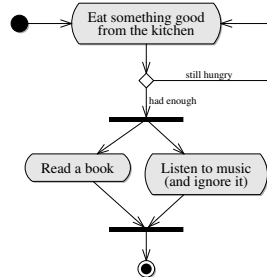 Eat something good
from the kitchen
still hungry
had enough
Read a book
Listen to music
(and ignore it)